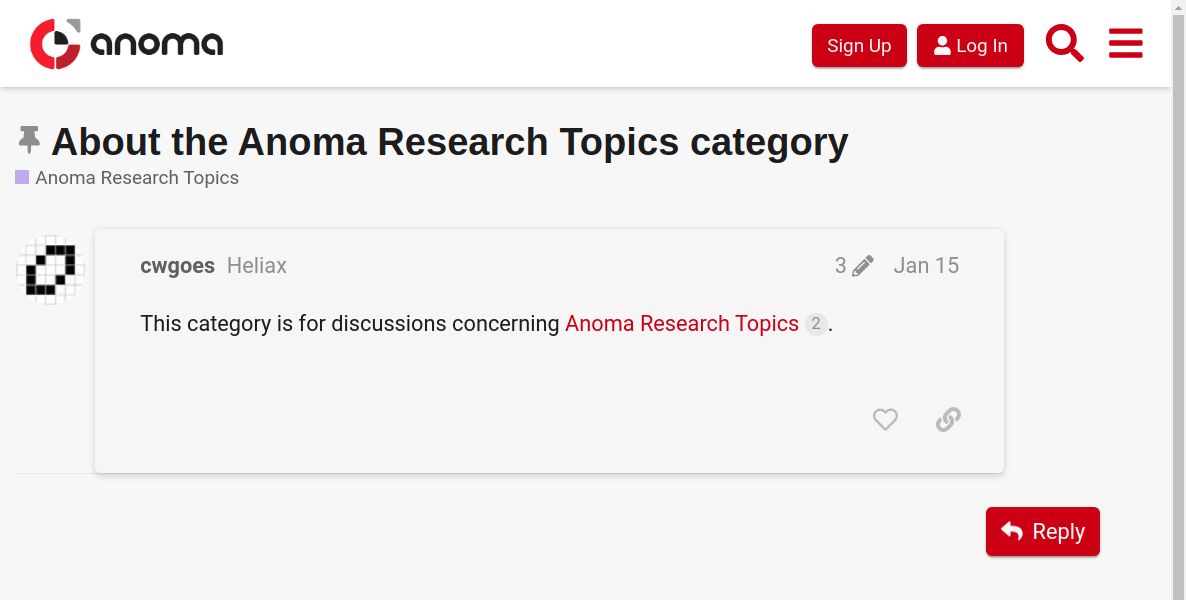 anoma
Sign Up
Log In
About the Anoma Research Topics category
Anoma Research Topics
cwgoes Heliax
3 Jan 15
This category is for discussions concerning Anoma Research Topics 2 .
Reply